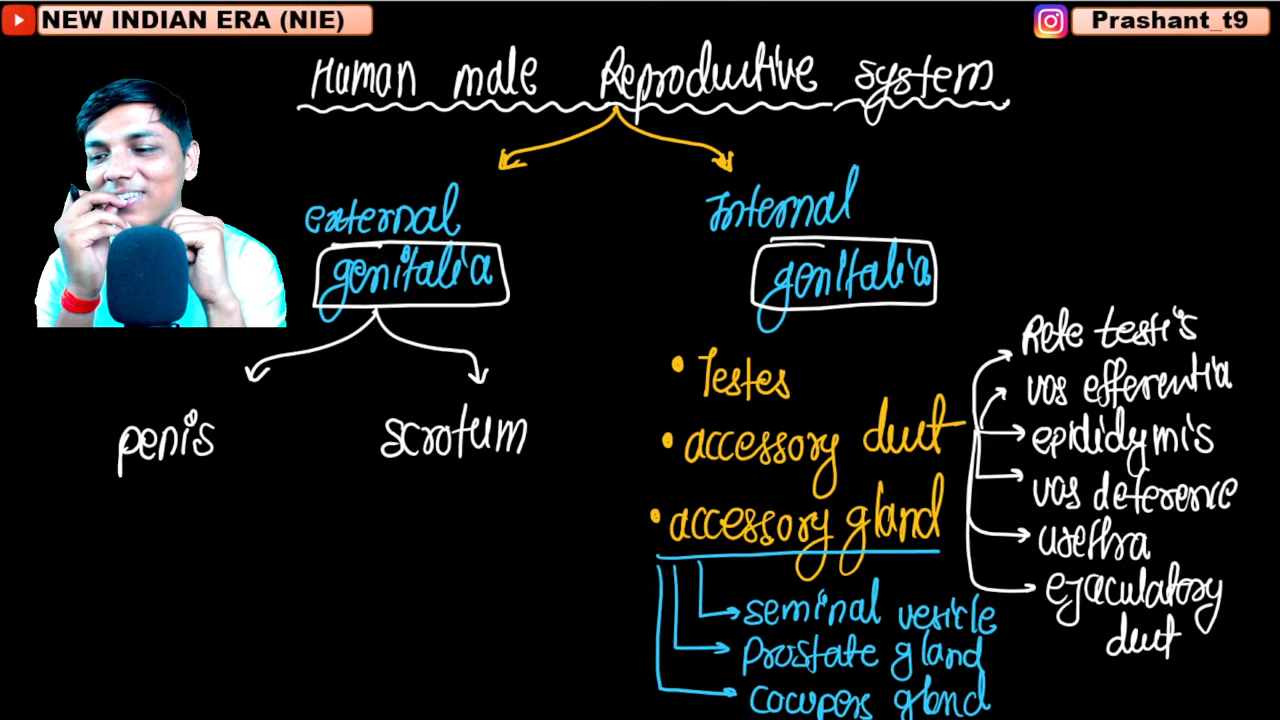 NEW INDIAN ERA (NIE)
Prashant_t9
Human male Reproductive system
external
genitalia
Internal
genitalia
penis
scrotum
• Testes
• accessory duct
• accessory gland
Rete testis
vas efferentia
epididymis
vas deference
urethra
ejaculatory
duct
seminal vesicle
prostate gland
cowpers gland